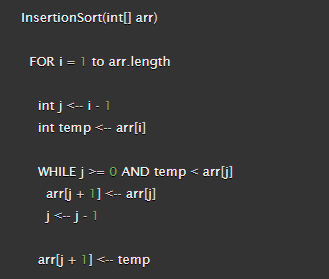 InsertionSort(int[] arr)
FOR i = 1 to arr.length
int j <-- i - 1
int temp <-- arr[i]
WHILE j >= 0 AND temp < arr[j]
arr[j + 1] <-- arr[j]
j <-- j - 1
arr[j + 1] <-- temp